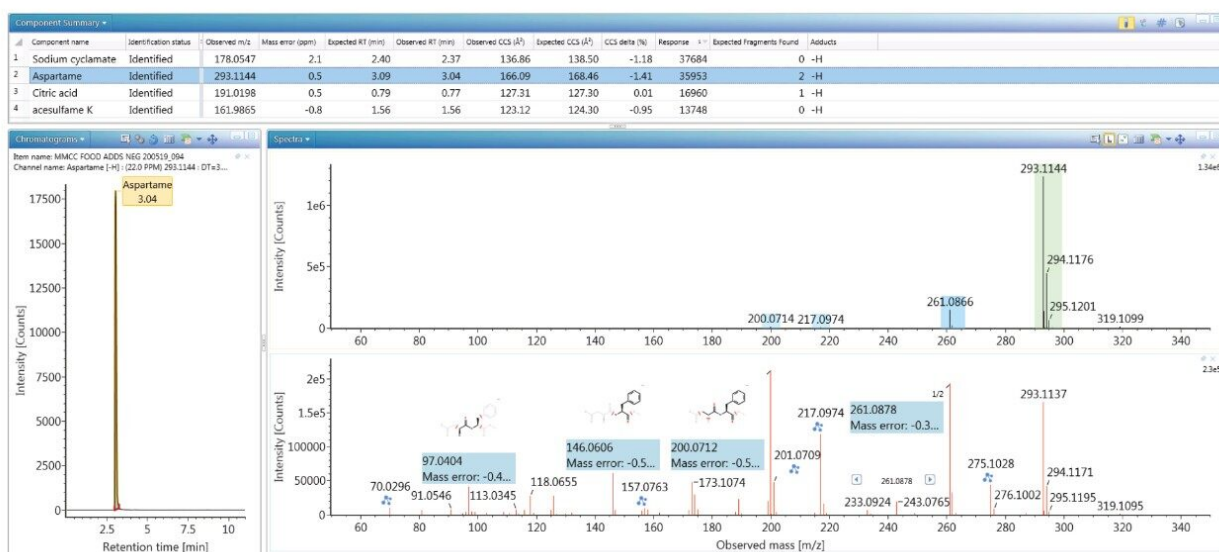 Component Summary
Component name Identification status Observed m/z Mass error (ppm) Expected RT (min) Observed RT (min) Observed CCS (Å²) Expected CCS (Å²) CCS delta (%) Response Expected Fragments Found Adducts
1 Sodium cyclamate Identified 178.0547 2.1 2.40 2.37 136.86 138.50 -1.18 37684 0 -H
2 Aspartame Identified 293.1144 0.5 3.09 3.04 166.09 168.46 -1.41 35953 2 -H
3 Citric acid Identified 191.0198 0.5 0.79 0.77 127.31 127.30 0.01 16960 1 -H
4 acesulfame K Identified 161.9865 -0.8 1.56 1.56 123.12 124.30 -0.95 13748 0 -H
Chromatograms
Item name: MMCC FOOD ADDS NEG 200519_094
Channel name: Aspartame [-H] : (22.0 PPM) 293.1144 : DT=3...
Aspartame
3.04
17500
15000
12500
10000
7500
5000
2500
0
Intensity [Counts]
2.5 5 7.5 10
Retention time [min]
Spectra
1.34e6
293.1144
1e6
5e5
0
Intensity [Counts]
294.1176
261.0866
295.1201
200.0714 217.0974 319.1099
60 80 100 120 140 160 180 200 220 240 260 280 300 320 340
2.3e5
2e5
1.5e5
100000
50000
0
Intensity [Counts]
1/2
293.1137
217.0974
261.0878
Mass error: -0.3...
146.0606
Mass error: -0.5...
200.0712
Mass error: -0.5...
97.0404
Mass error: -0.4...
201.0709
275.1028
70.0296
91.0546
113.0345
118.0655
157.0763
173.1074
261.0878
233.0924
243.0765
276.1002
294.1171
295.1195
319.1095
60 80 100 120 140 160 180 200 220 240 260 280 300 320 340
Observed mass [m/z]